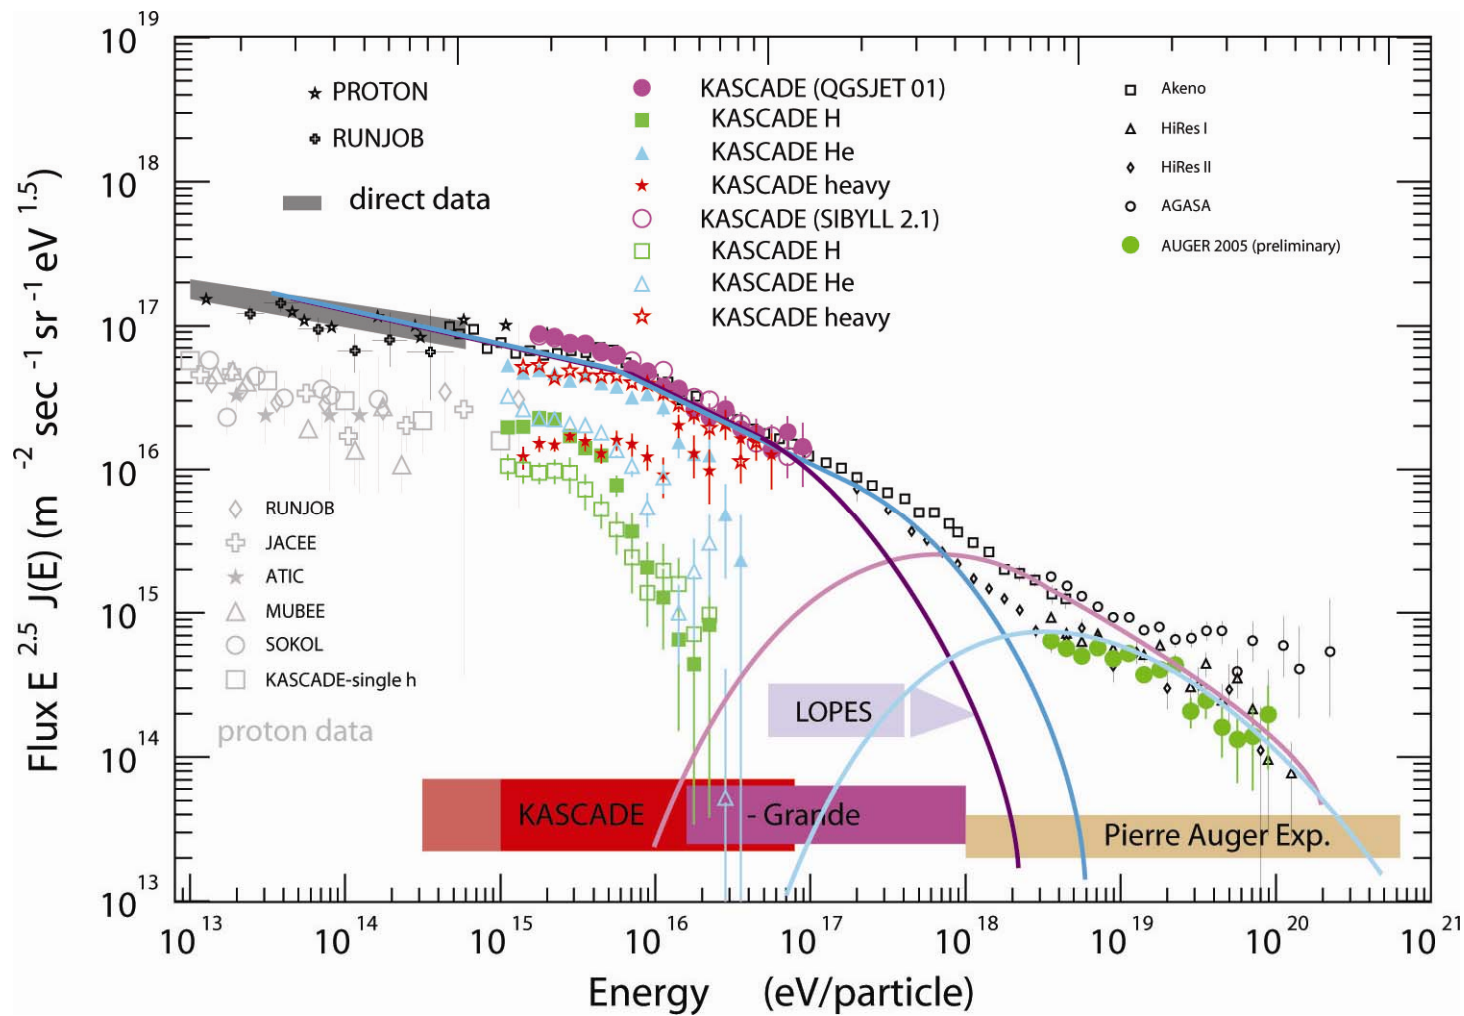 10^19
10^18
10^17
10^16
10^15
10^14
10^13
Flux E^2.5 J(E) (m^-2 sec^-1 sr^-1 eV^1.5)
PROTON
RUNJOB
direct data
KASCADE (QGSJET 01)
KASCADE H
KASCADE He
KASCADE heavy
KASCADE (SIBYLL 2.1)
KASCADE H
KASCADE He
KASCADE heavy
Akeno
HiRes I
HiRes II
AGASA
AUGER 2005 (preliminary)
RUNJOB
JACEE
ATIC
MUBEE
SOKOL
KASCADE-single h
proton data
LOPES
KASCADE - Grande
Pierre Auger Exp.
10^13 10^14 10^15 10^16 10^17 10^18 10^19 10^20 10^21
Energy (eV/particle)